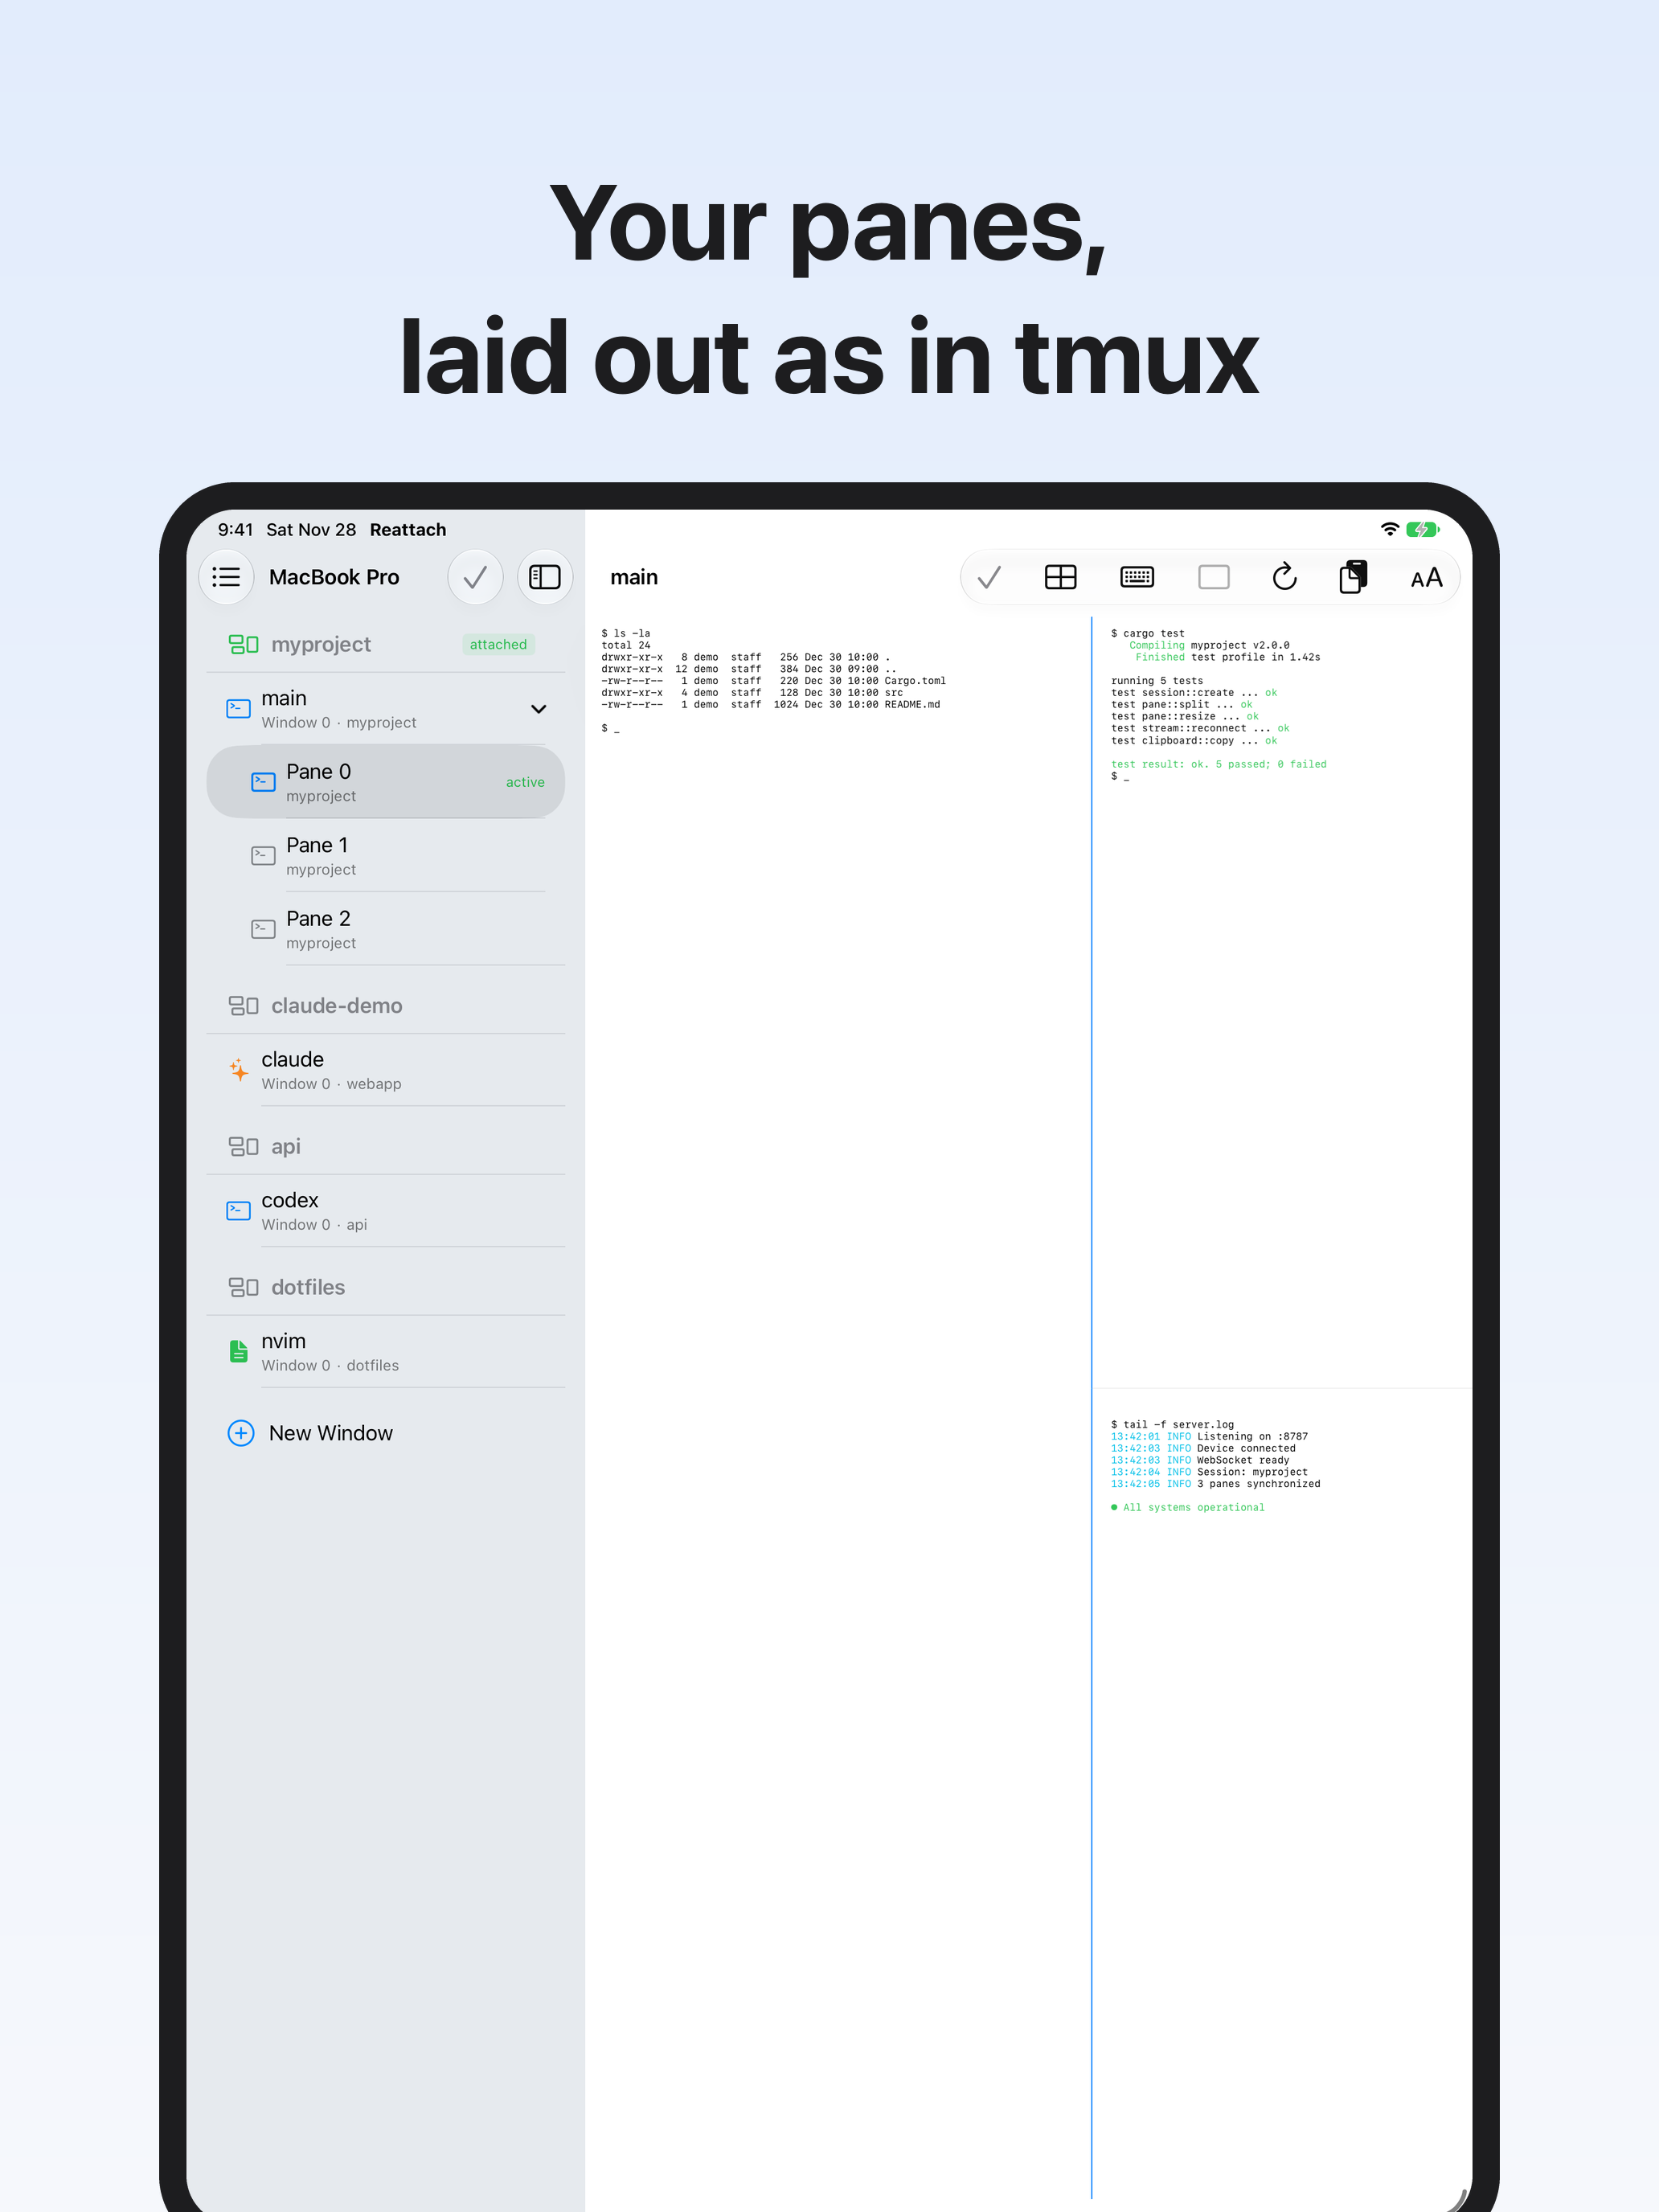 Your panes,
laid out as in tmux
9:41 Sat Nov 28 Reattach
MacBook Pro
myproject attached
main
Window 0 · myproject
Pane 0
myproject
active
Pane 1
myproject
Pane 2
myproject
claude-demo
claude
Window 0 · webapp
api
codex
Window 0 · api
dotfiles
nvim
Window 0 · dotfiles
New Window
main
AA
$ ls -la
total 24
drwxr-xr-x   8 demo  staff   256 Dec 30 10:00 .
drwxr-xr-x  12 demo  staff   384 Dec 30 09:00 ..
-rw-r--r--   1 demo  staff   220 Dec 30 10:00 Cargo.toml
drwxr-xr-x   4 demo  staff   128 Dec 30 10:00 src
-rw-r--r--   1 demo  staff  1024 Dec 30 10:00 README.md
$ _
$ cargo test
Compiling myproject v2.0.0
Finished test profile in 1.42s
running 5 tests
test session::create ... ok
test pane::split ... ok
test pane::resize ... ok
test stream::reconnect ... ok
test clipboard::copy ... ok
test result: ok. 5 passed; 0 failed
$ _
$ tail -f server.log
13:42:01 INFO Listening on :8787
13:42:03 INFO Device connected
13:42:03 INFO WebSocket ready
13:42:04 INFO Session: myproject
13:42:05 INFO 3 panes synchronized
● All systems operational